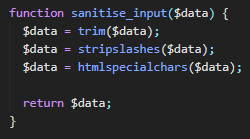 function sanitise_input($data) {
  $data = trim($data);
  $data = stripslashes($data);
  $data = htmlspecialchars($data);

  return $data;
}